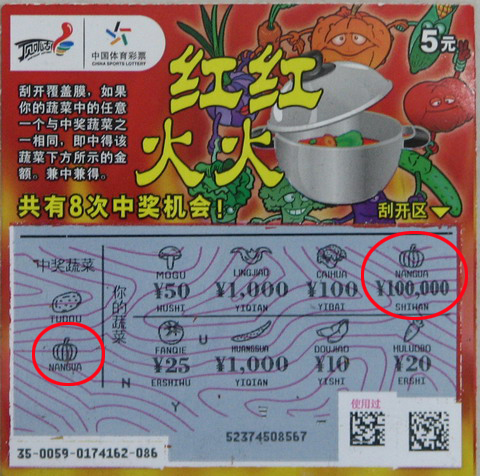 顶呱刮
中国体育彩票
CHINA SPORTS LOTTERY
5元
红红
火火
刮开覆盖膜，如果
你的蔬菜中的任意
一个与中奖蔬菜之
一相同，即中得该
蔬菜下方所示的金
额。兼中兼得。
共有8次中奖机会！
刮开区
中奖蔬菜
TUDOU
NANGUA
你的蔬菜
MOGU
¥50
WUSHI
LINGJIAO
¥1,000
YIQIAN
CAIHUA
¥100
YIBAI
NANGUA
¥100,000
SHIWAN
FANQIE
¥25
ERSHIWU
HUANGGUA
¥1,000
YIQIAN
DOUJIAO
¥10
YISHI
HULUOBO
¥20
ERSHI
U
N
Y
三
使用过
52374508567
35-0059-0174162-086